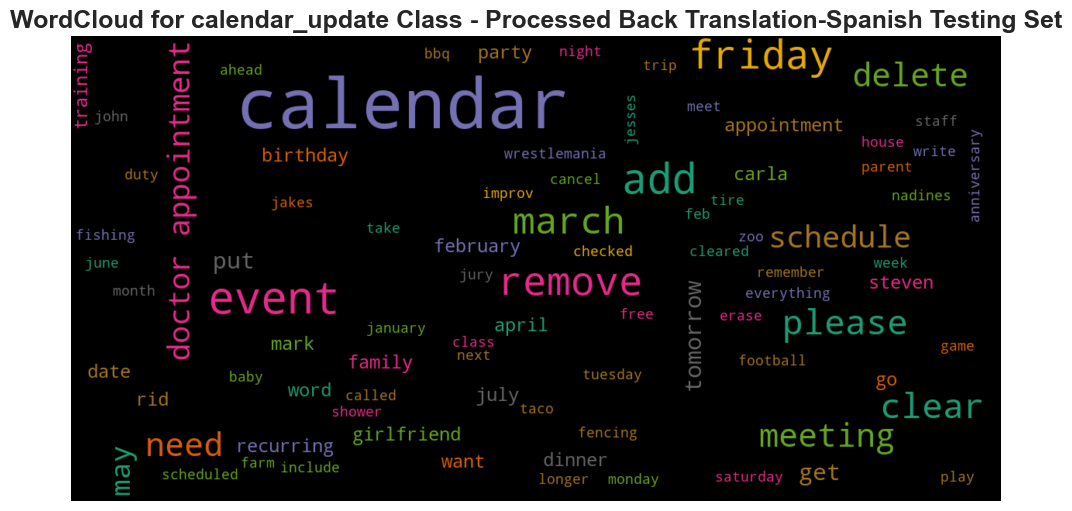 WordCloud for calendar_update Class - Processed Back Translation-Spanish Testing Set
training
john
ahead
bbq
party
night
trip
friday
delete
calendar
doctor appointment
jesses
meet
appointment
staff
house
write
parent
anniversary
birthday
wrestlemania
duty
cancel
improv
add
carla
nadines
jakes
tire
feb
fishing
take
march
february
checked
zoo
schedule
cleared
june
put
jury
remove
remember
week
steven
month
event
everything
tomorrow
free
erase
please
january
april
mark
class
next
family
football
game
date
baby
word
called
tuesday
go
rid
shower
july
taco
clear
may
need
recurring
girlfriend
fencing
meeting
scheduled
farm
include
want
dinner
longer
monday
saturday
get
play